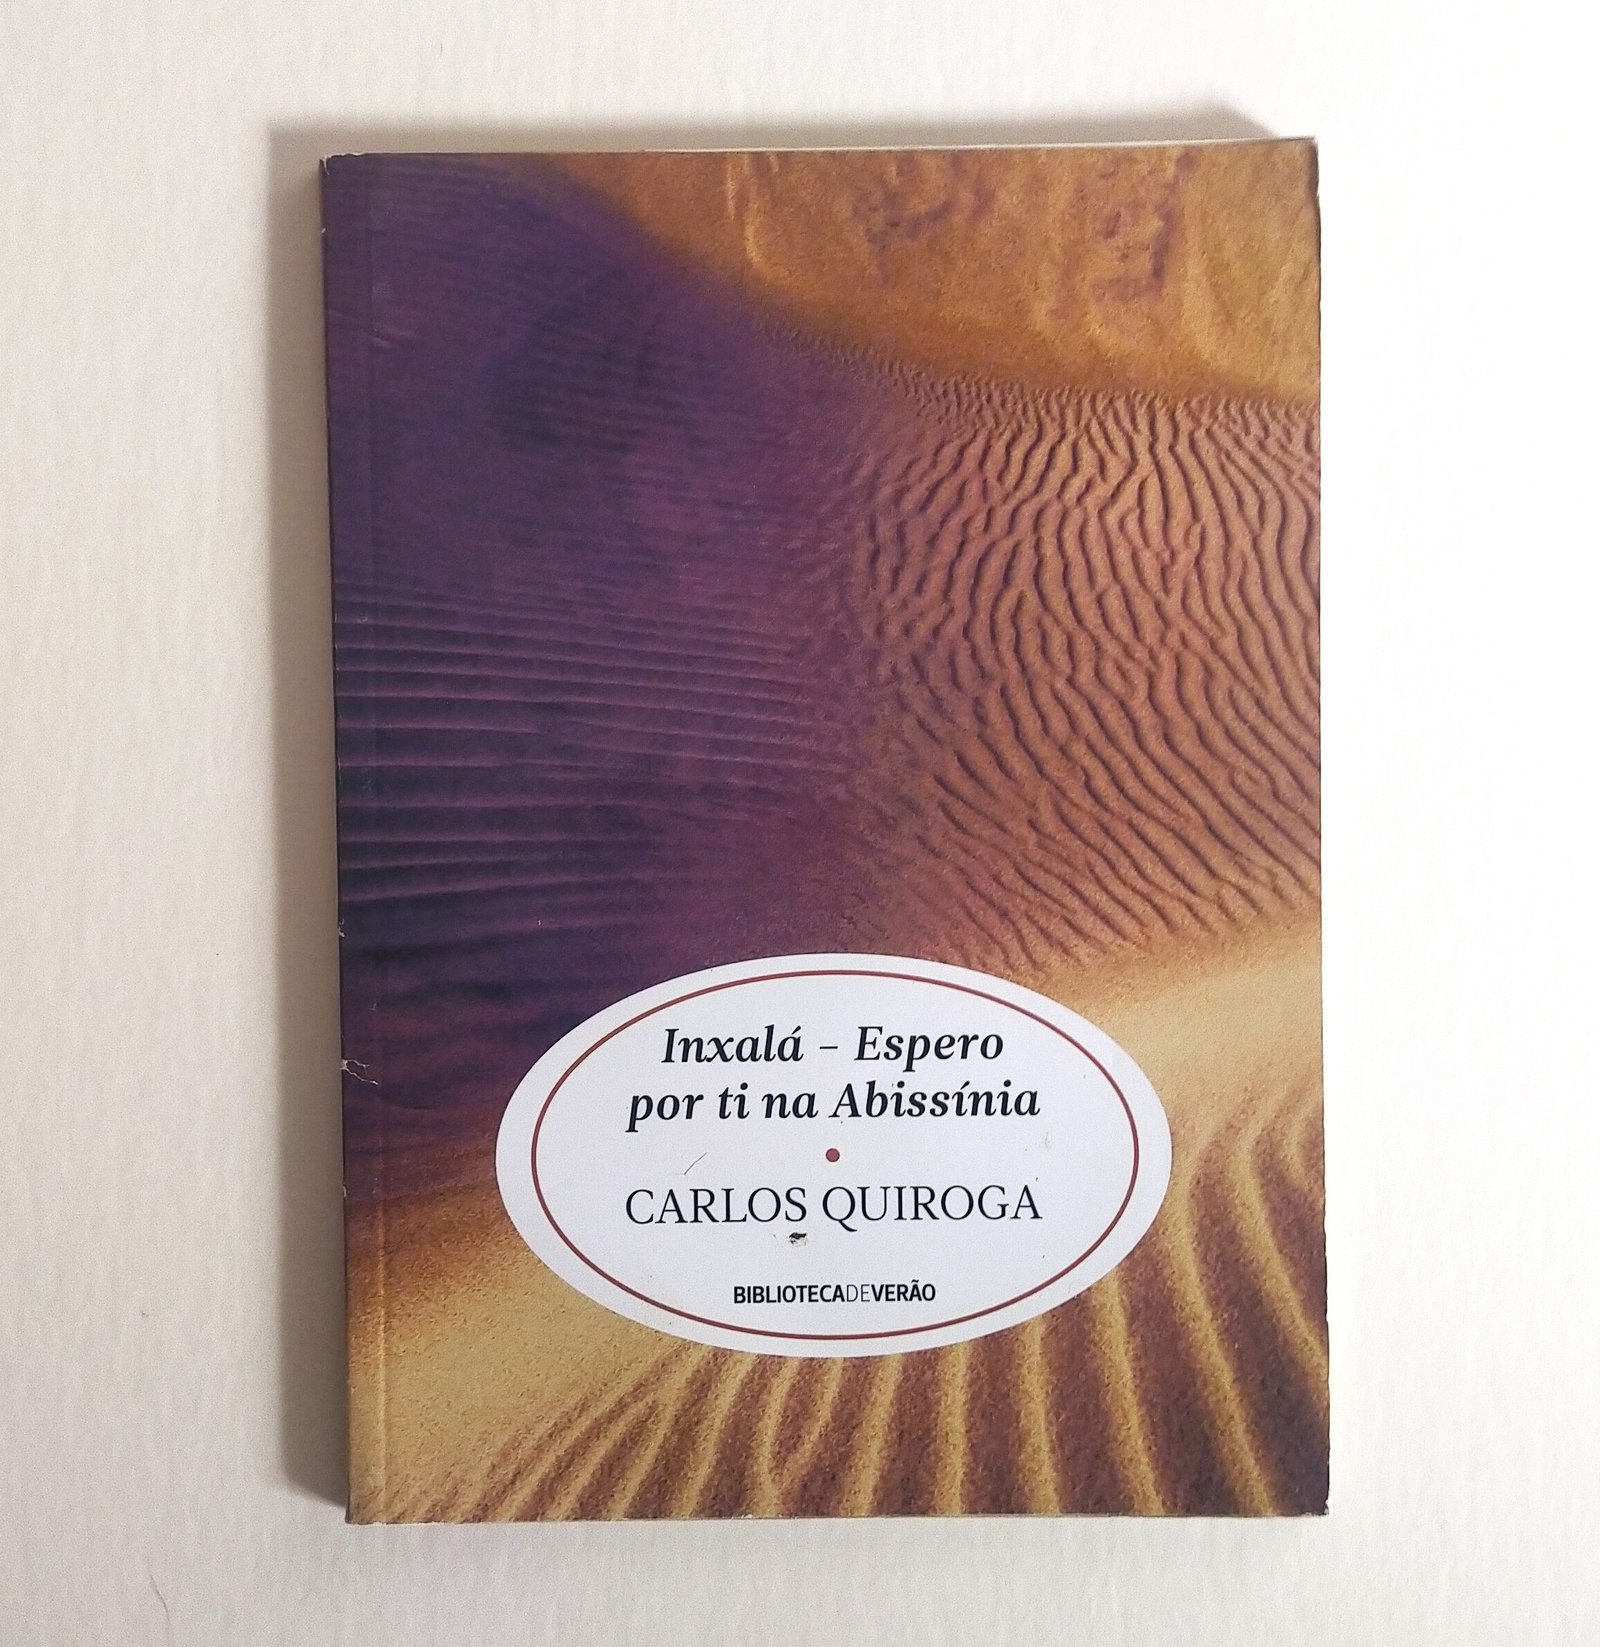 Inxalá – Espero
por ti na Abissínia
CARLOS QUIROGA
BIBLIOTECADEVERÃO